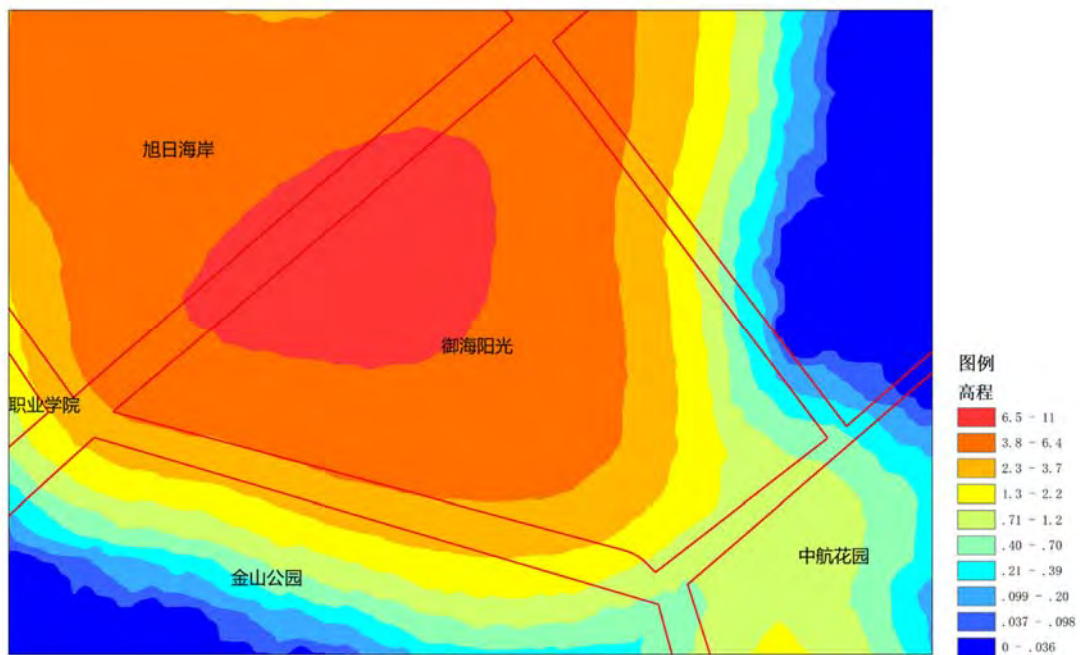 旭日海岸
御海阳光
职业学院
中航花园
金山公园
图例
高程
6.5 - 11
3.8 - 6.4
2.3 - 3.7
1.3 - 2.2
.71 - 1.2
.40 - .70
.21 - .39
.099 - .20
.037 - .098
0 - .036